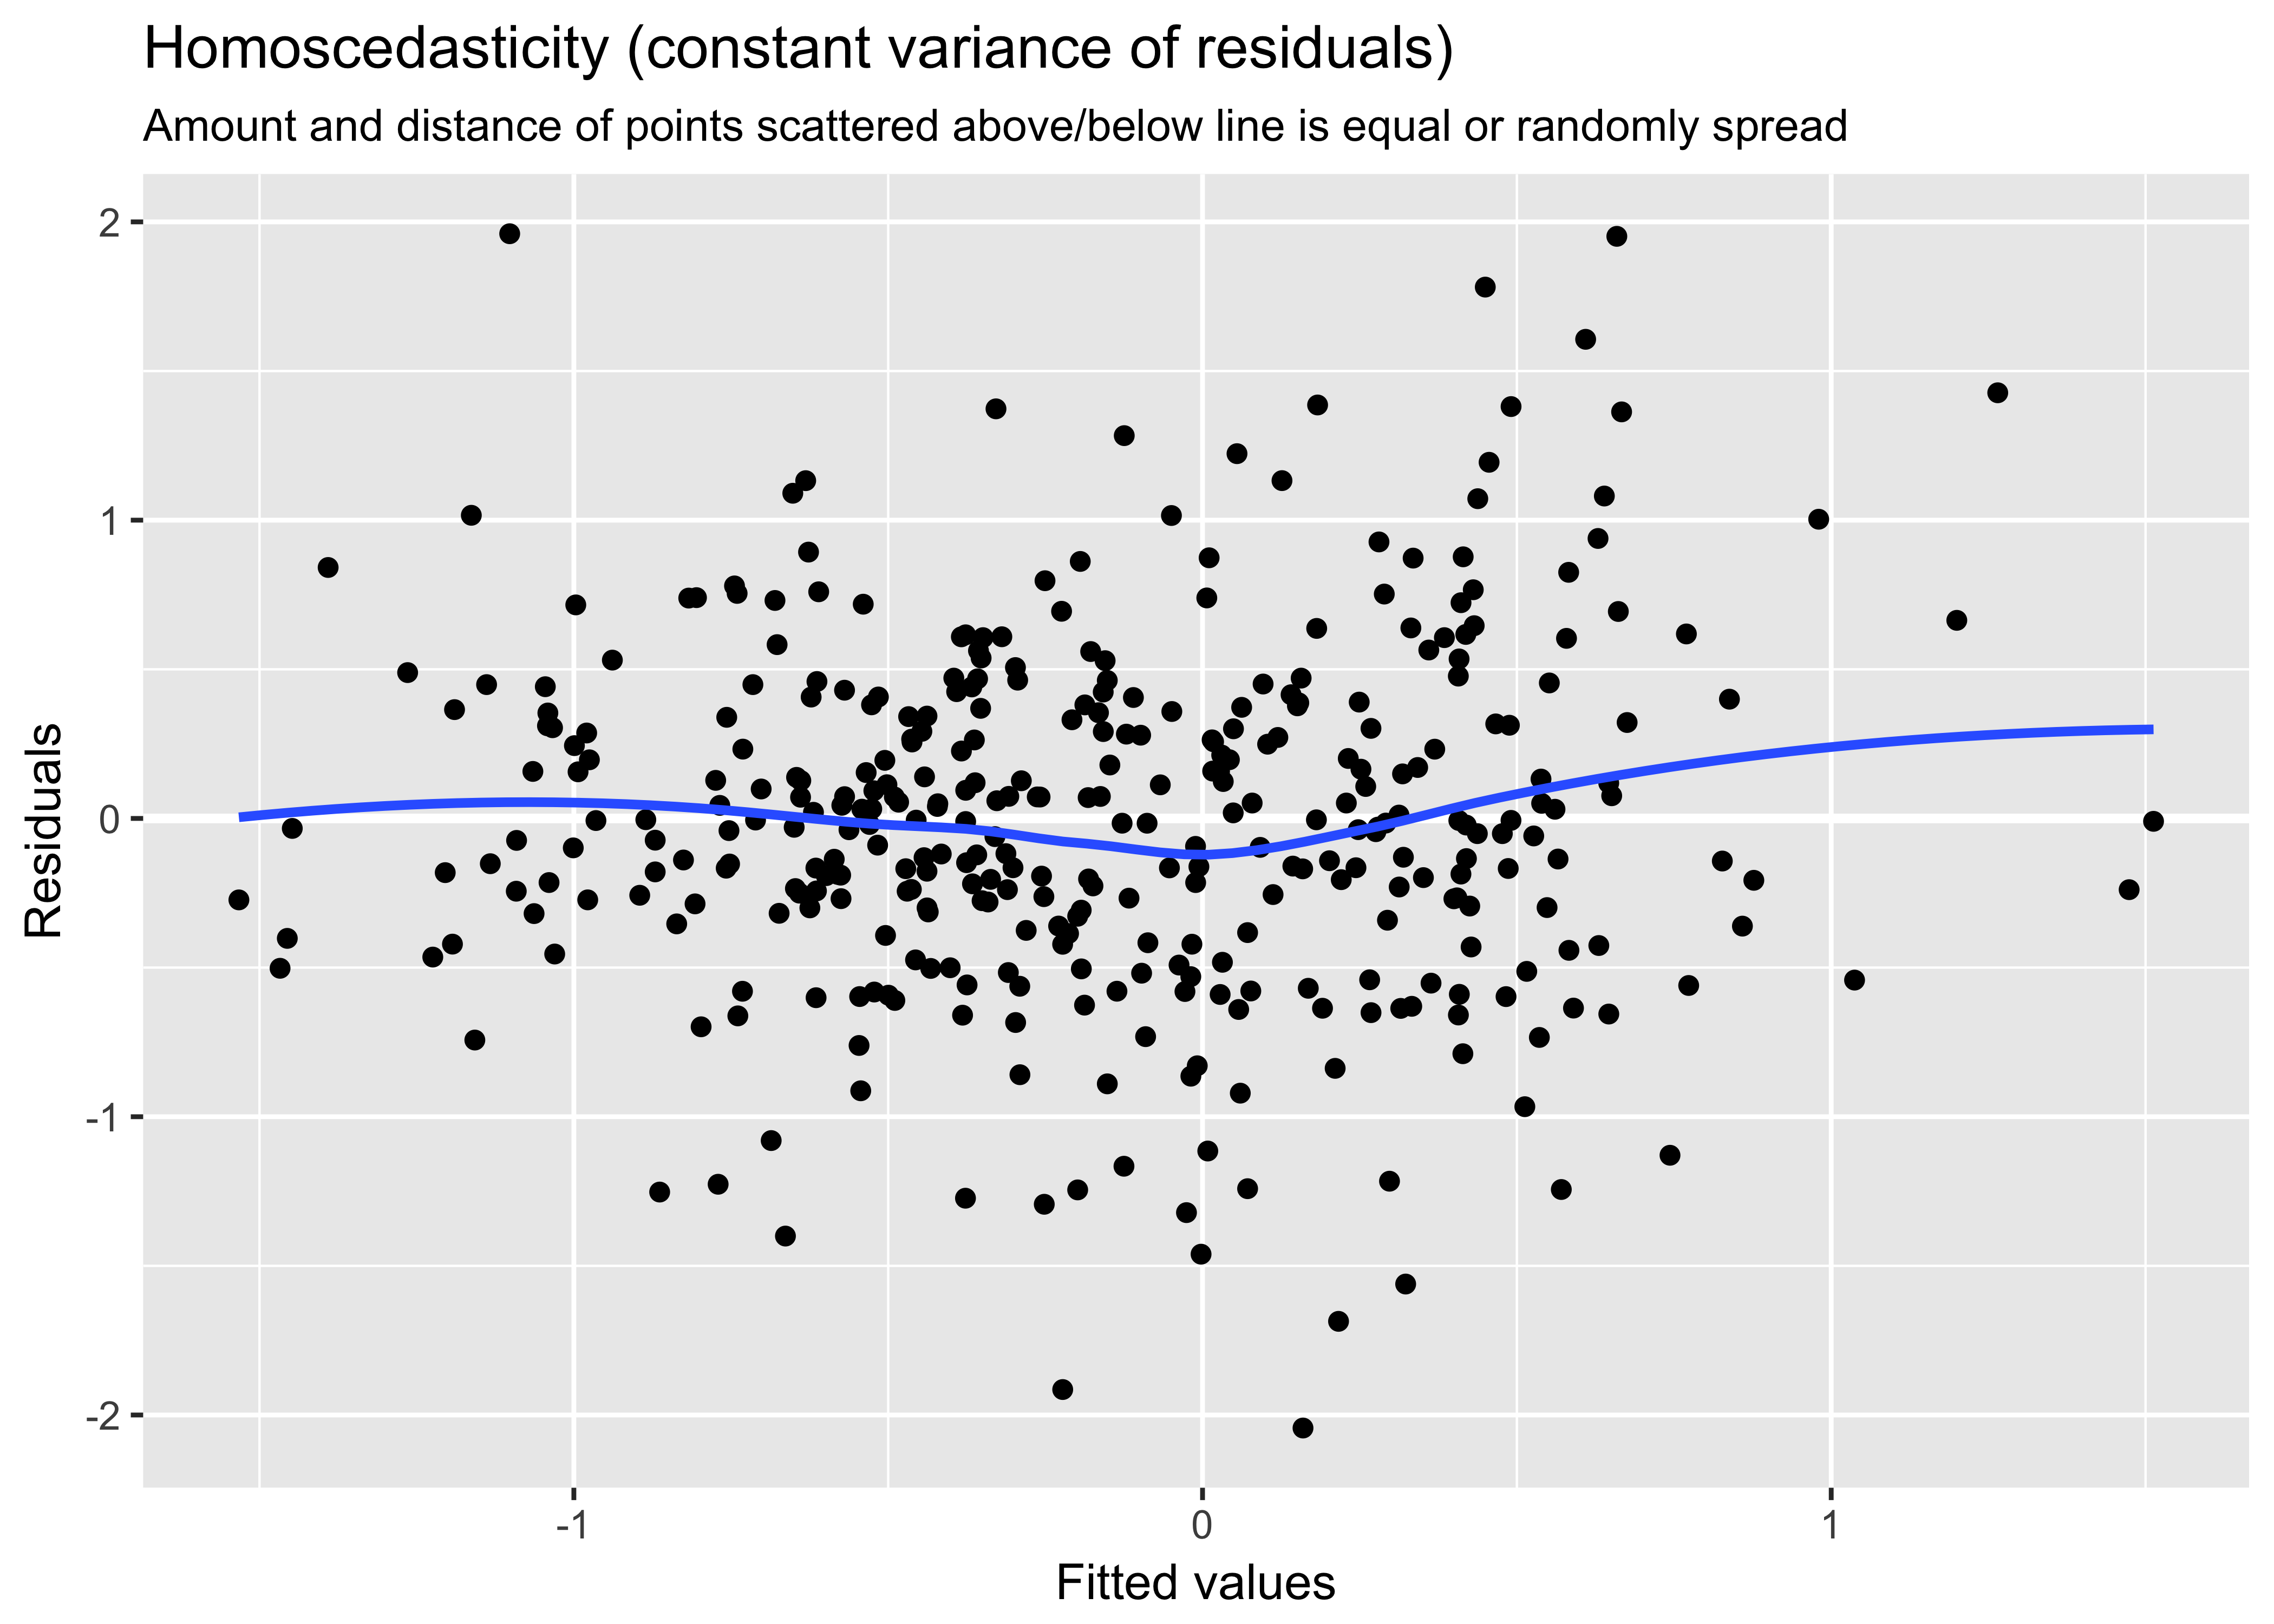 Homoscedasticity (constant variance of residuals)
Amount and distance of points scattered above/below line is equal or randomly spread
2
1
0
-1
-2
Residuals
-1
0
1
Fitted values